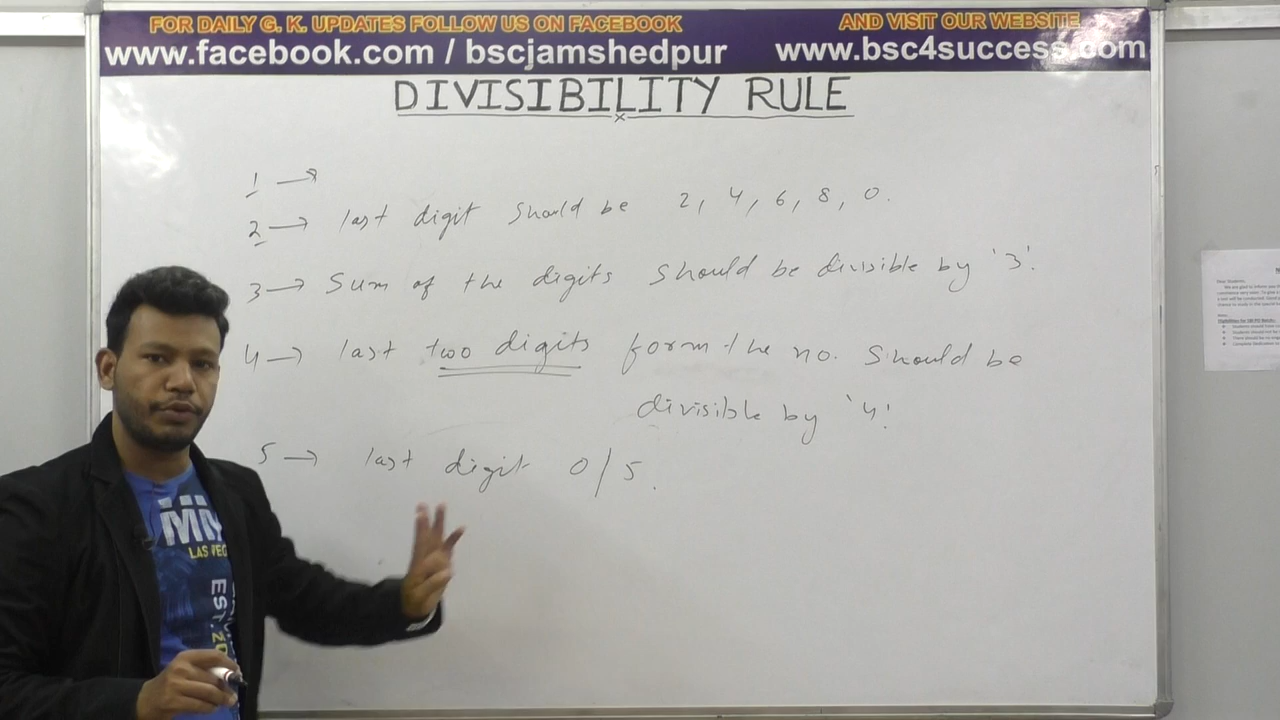 FOR DAILY G. K. UPDATES FOLLOW US ON FACEBOOK
www.facebook.com / bscjamshedpur
AND VISIT OUR WEBSITE
www.bsc4success.com
DIVISIBILITY RULE
1 →
2 → last digit should be 2, 4, 6, 8, 0.
3 → Sum of the digits should be divisible by '3'.
4 → last two digits form the no. should be
divisible by '4'.
5 → last digit 0/5.
LAS VEG
EST. 20
Dear Students,